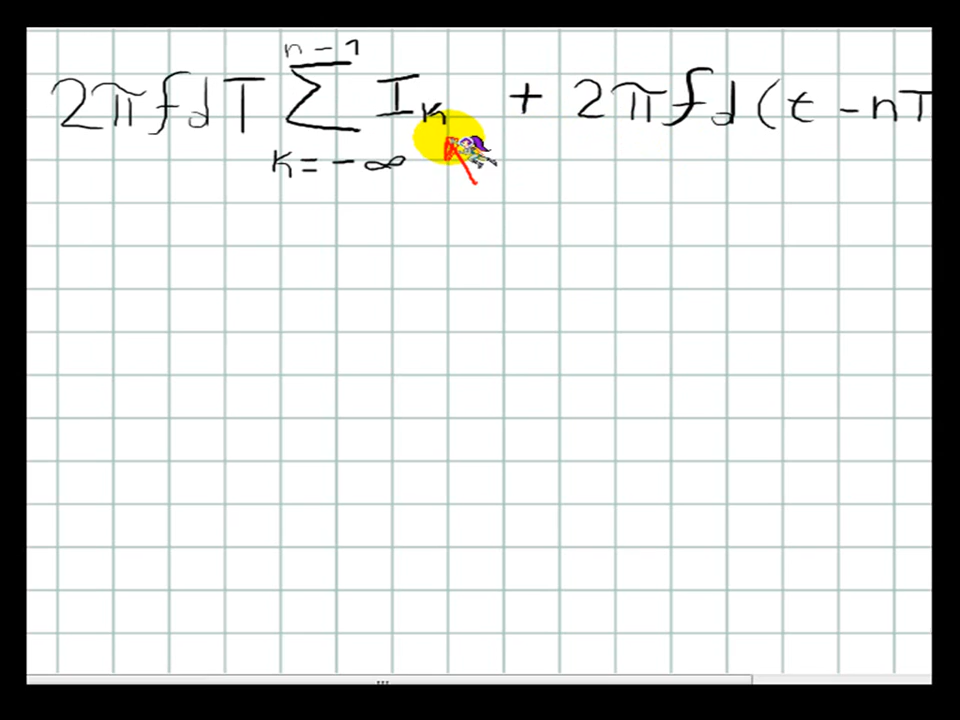 2πfdT ∑_{k=-∞}^{n-1} I_k + 2πfd(t-nT